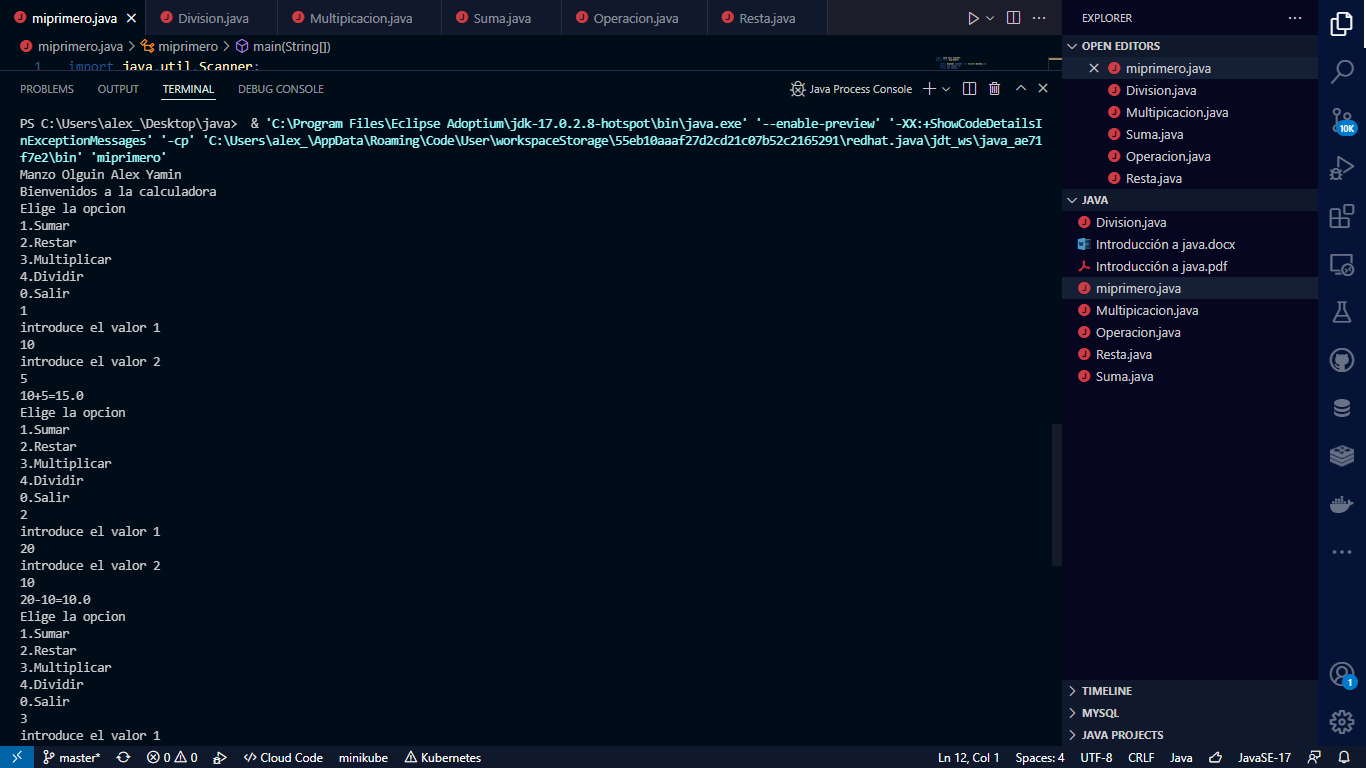 miprimero.java Division.java Multipicacion.java Suma.java Operacion.java Resta.java
miprimero.java > miprimero > main(String[])
1 import java.util.Scanner;
PROBLEMS OUTPUT TERMINAL DEBUG CONSOLE Java Process Console
PS C:\Users\alex_\Desktop\java> & 'C:\Program Files\Eclipse Adoptium\jdk-17.0.2.8-hotspot\bin\java.exe' '--enable-preview' '-XX:+ShowCodeDetailsI
nExceptionMessages' '-cp' 'C:\Users\alex_\AppData\Roaming\Code\User\workspaceStorage\55eb10aaaf27d2cd21c07b52c2165291\redhat.java\jdt_ws\java_ae71
f7e2\bin' 'miprimero'
Manzo Olguin Alex Yamin
Bienvenidos a la calculadora
Elige la opcion
1.Sumar
2.Restar
3.Multiplicar
4.Dividir
0.Salir
1
introduce el valor 1
10
introduce el valor 2
5
10+5=15.0
Elige la opcion
1.Sumar
2.Restar
3.Multiplicar
4.Dividir
0.Salir
2
introduce el valor 1
20
introduce el valor 2
10
20-10=10.0
Elige la opcion
1.Sumar
2.Restar
3.Multiplicar
4.Dividir
0.Salir
3
introduce el valor 1
EXPLORER
OPEN EDITORS
miprimero.java
Division.java
Multipicacion.java
Suma.java
Operacion.java
Resta.java
JAVA
Division.java
Introducción a java.docx
Introducción a java.pdf
miprimero.java
Multipicacion.java
Operacion.java
Resta.java
Suma.java
TIMELINE
MYSQL
JAVA PROJECTS
10K
1
master* 0 0 Cloud Code minikube Kubernetes Ln 12, Col 1 Spaces: 4 UTF-8 CRLF Java JavaSE-17